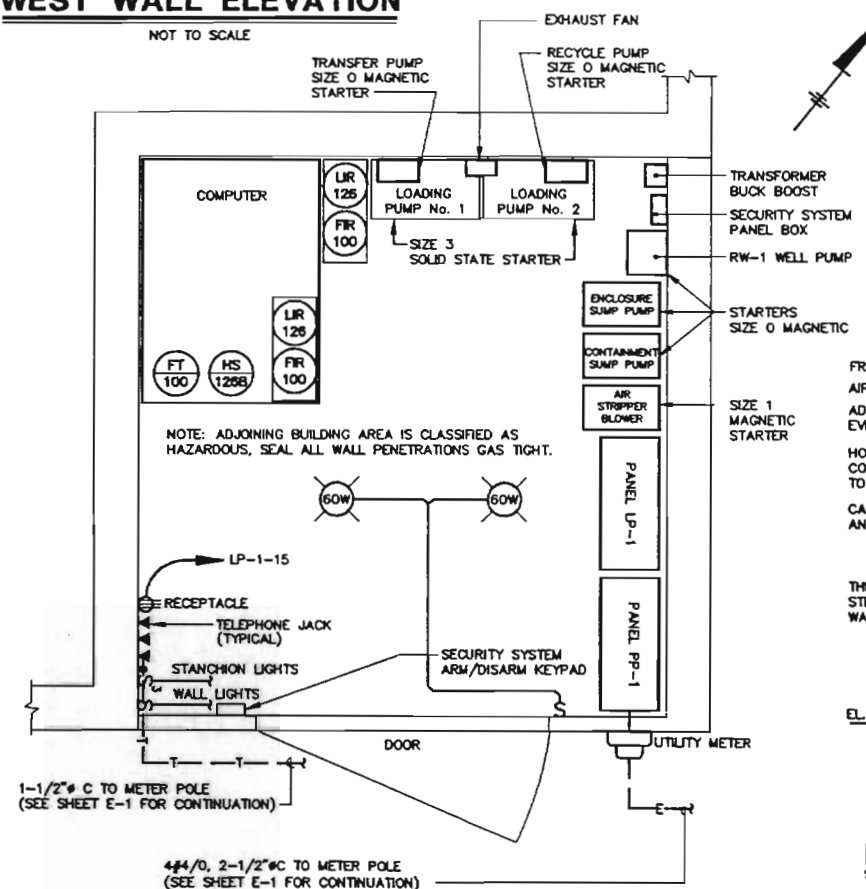 WEST WALL ELEVATION
NOT TO SCALE
EXHAUST FAN
TRANSFER PUMP
SIZE 0 MAGNETIC
STARTER
RECYCLE PUMP
SIZE 0 MAGNETIC
STARTER
COMPUTER
LIR
126
FIR
100
LOADING
PUMP No. 1
LOADING
PUMP No. 2
SIZE 3
SOLID STATE STARTER
TRANSFORMER
BUCK BOOST
SECURITY SYSTEM
PANEL BOX
RW-1 WELL PUMP
ENCLOSURE
SUMP PUMP
STARTERS
SIZE 0 MAGNETIC
CONTAINMENT
SUMP PUMP
AIR
STRIPPER
BLOWER
SIZE 1
MAGNETIC
STARTER
LIR
126
FIR
100
FT
100
HS
126B
NOTE: ADJOINING BUILDING AREA IS CLASSIFIED AS
HAZARDOUS, SEAL ALL WALL PENETRATIONS GAS TIGHT.
60W
60W
PANEL LP-1
PANEL PP-1
LP-1-15
RECEPTACLE
TELEPHONE JACK
(TYPICAL)
STANCHION LIGHTS
3
WALL LIGHTS
SECURITY SYSTEM
ARM/DISARM KEYPAD
S
DOOR
UTILITY METER
T
T
T
E
1-1/2"ø C TO METER POLE
(SEE SHEET E-1 FOR CONTINUATION)
4#4/0, 2-1/2"øC TO METER POLE
(SEE SHEET E-1 FOR CONTINUATION)
FR
AIR
AD
EV
HO
CO
TO
CA
AN
TH
STE
WA
EL.